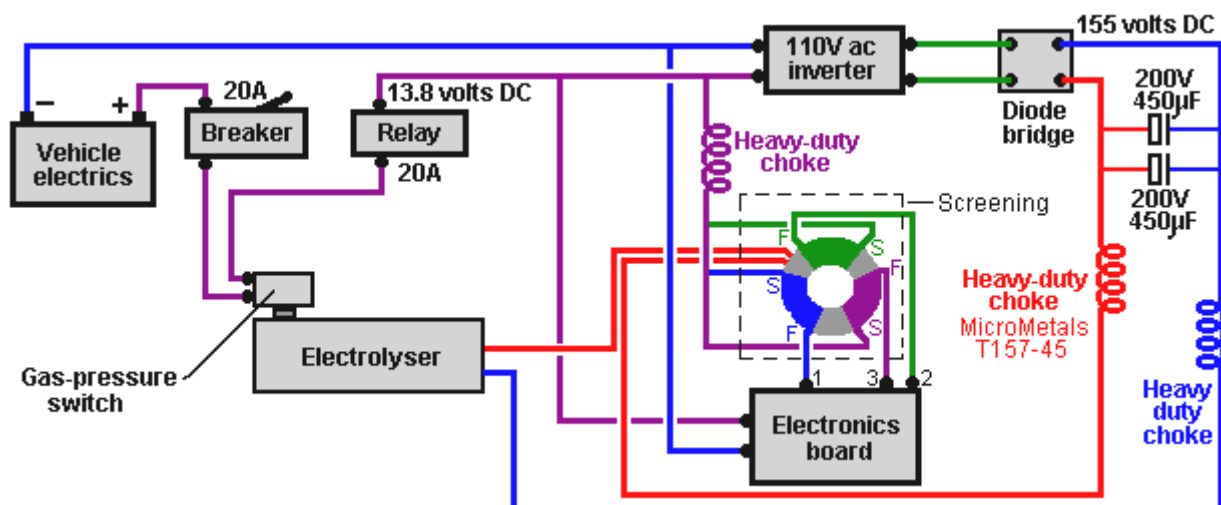 155 volts DC
110V ac
inverter
200V
450µF
20A
13.8 volts DC
− +
Breaker
Relay
Diode
bridge
Vehicle
electrics
Heavy-duty
choke
20A
200V
450µF
Screening
F
S
F
S
S
F
Heavy-duty
choke
MicroMetals
T157-45
Electrolyser
Gas-pressure
switch
1 3 2
Heavy
duty
choke
Electronics
board